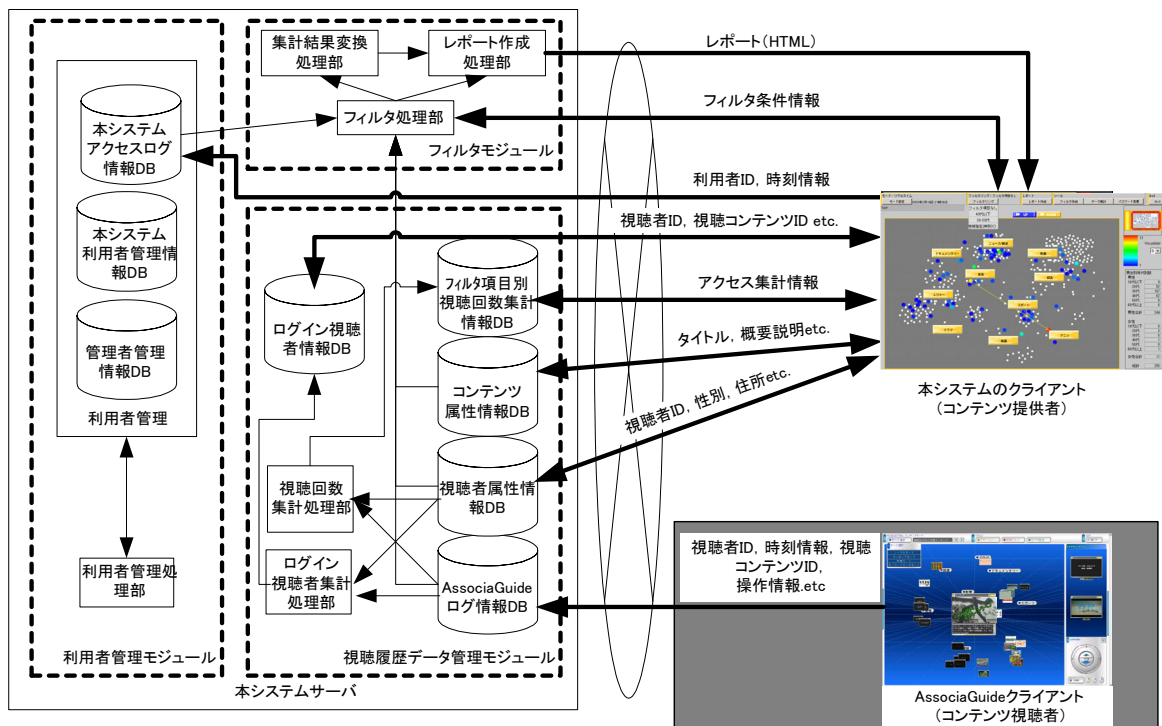 集計結果変換
処理部
レポート作成
処理部
フィルタ処理部
フィルタモジュール
本システム
アクセスログ
情報DB
本システム
利用者管理
情報DB
管理者管理
情報DB
利用者管理
利用者管理処
理部
利用者管理モジュール
ログイン視聴
者情報DB
フィルタ項目別
視聴回数集計
情報DB
コンテンツ
属性情報DB
視聴者属性情
報DB
AssociaGuide
ログ情報DB
視聴回数
集計処理部
ログイン
視聴者集計
処理部
視聴履歴データ管理モジュール
本システムサーバ
レポート（HTML）
フィルタ条件情報
利用者ID，時刻情報
視聴者ID，視聴コンテンツID etc.
アクセス集計情報
タイトル，概要説明etc.
視聴者ID，性別，住所etc.
本システムのクライアント
（コンテンツ提供者）
視聴者ID，時刻情報，視聴
コンテンツID，
操作情報.etc
AssociaGuideクライアント
（コンテンツ視聴者）